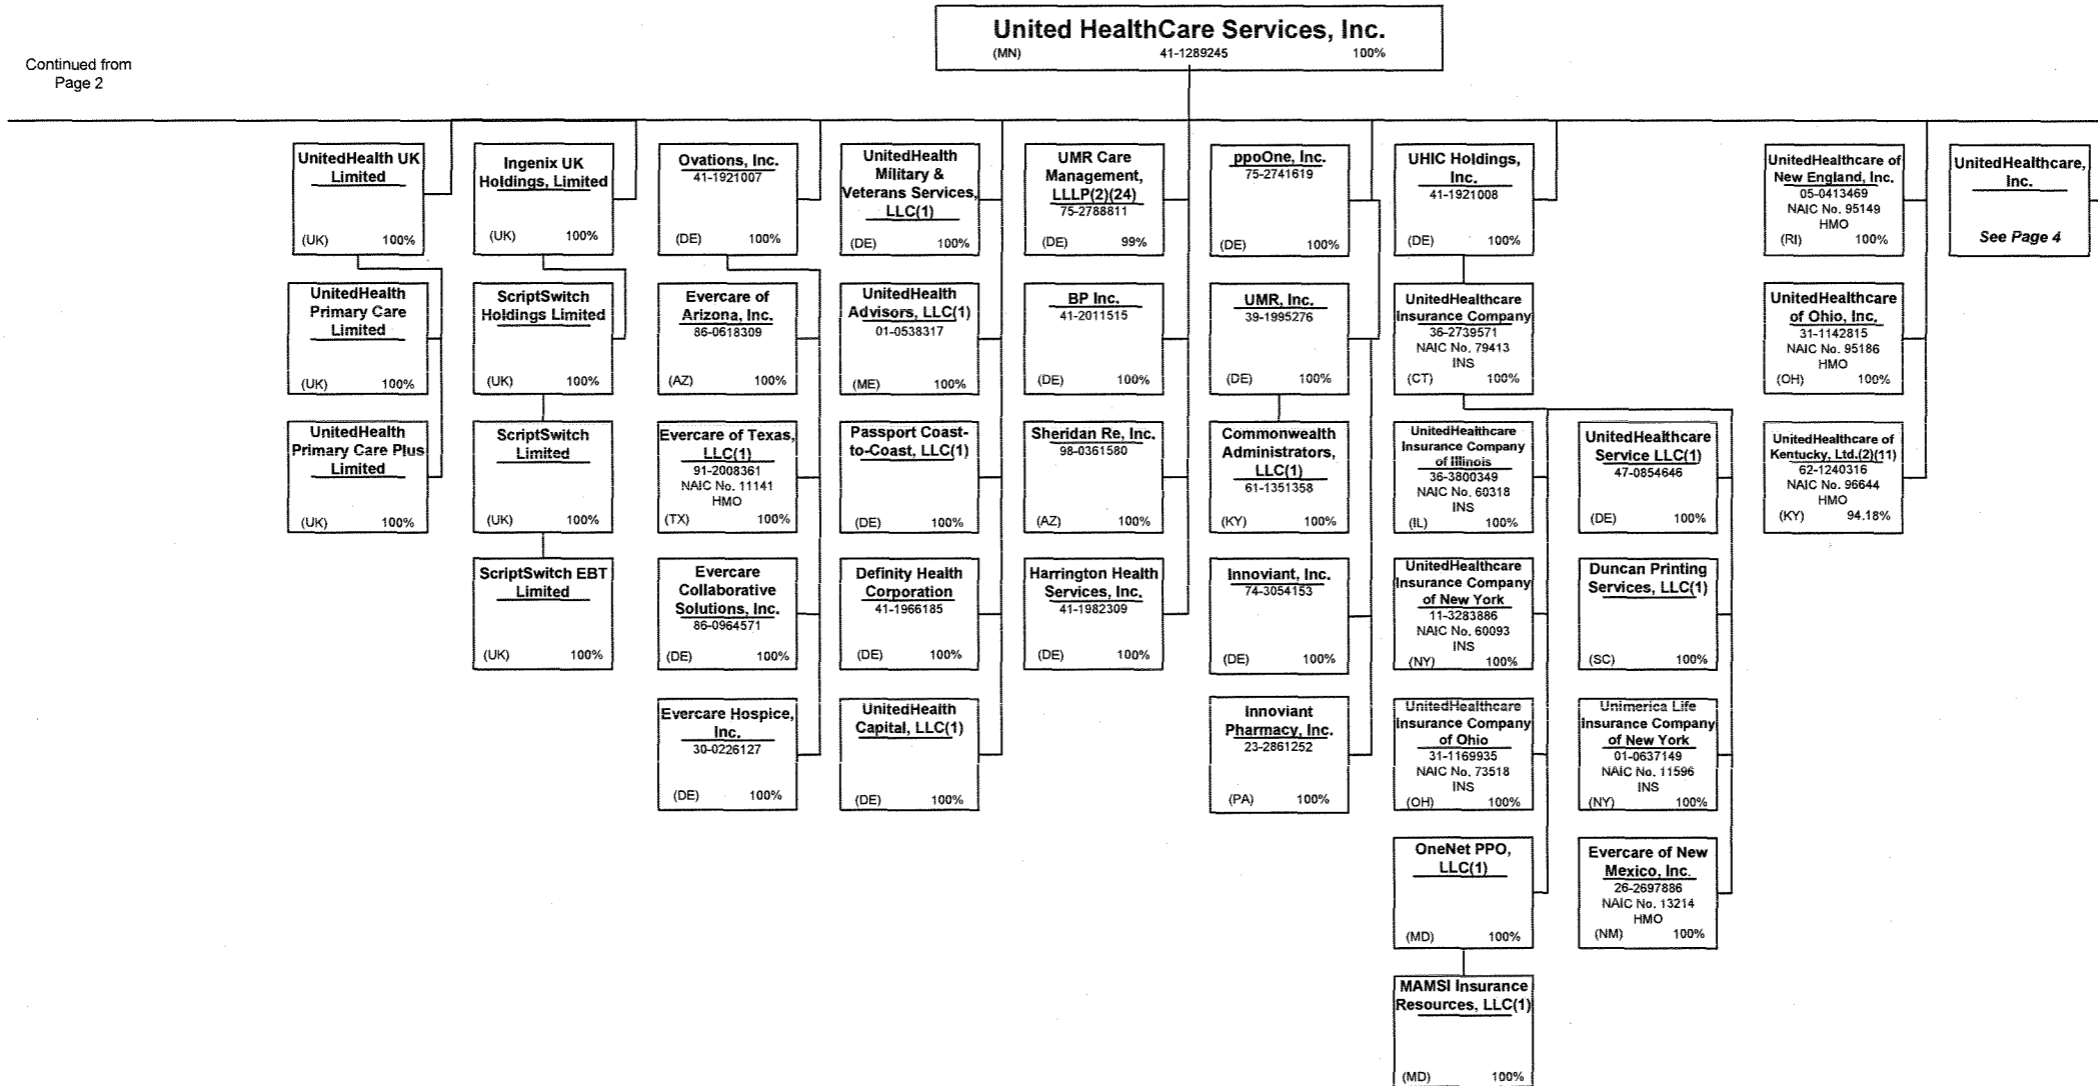 United HealthCare Services, Inc.
(MN) 41-1289245 100%
Continued from
Page 2
UnitedHealth UK
Limited
(UK) 100%
Ingenix UK
Holdings, Limited
(UK) 100%
Ovations, Inc.
41-1921007
(DE) 100%
UnitedHealth
Military &
Veterans Services,
LLC(1)
(DE) 100%
UMR Care
Management,
LLLP(2)(24)
75-2788811
(DE) 99%
ppoOne, Inc.
75-2741619
(DE) 100%
UHIC Holdings,
Inc.
41-1921008
(DE) 100%
UnitedHealthcare of
New England, Inc.
05-0413469
NAIC No. 95149
HMO
(RI) 100%
UnitedHealthcare,
Inc.
See Page 4
UnitedHealth
Primary Care
Limited
(UK) 100%
ScriptSwitch
Holdings Limited
(UK) 100%
Evercare of
Arizona, Inc.
86-0618309
(AZ) 100%
UnitedHealth
Advisors, LLC(1)
01-0538317
(ME) 100%
BP Inc.
41-2011515
(DE) 100%
UMR, Inc.
39-1995276
(DE) 100%
UnitedHealthcare
Insurance Company
36-2739571
NAIC No. 79413
INS
(CT) 100%
UnitedHealthcare
of Ohio, Inc.
31-1142815
NAIC No. 95186
HMO
(OH) 100%
UnitedHealth
Primary Care Plus
Limited
(UK) 100%
ScriptSwitch
Limited
(UK) 100%
Evercare of Texas,
LLC(1)
91-2008361
NAIC No. 11141
HMO
(TX) 100%
Passport Coast-
to-Coast, LLC(1)
(DE) 100%
Sheridan Re, Inc.
98-0361580
(AZ) 100%
Commonwealth
Administrators,
LLC(1)
61-1351358
(KY) 100%
UnitedHealthcare
Insurance Company
of Illinois
36-3800349
NAIC No. 60318
INS
(IL) 100%
UnitedHealthcare
Service LLC(1)
47-0854646
(DE) 100%
UnitedHealthcare of
Kentucky, Ltd.(2)(11)
62-1240316
NAIC No. 96644
HMO
(KY) 94.18%
ScriptSwitch EBT
Limited
(UK) 100%
Evercare
Collaborative
Solutions, Inc.
86-0964571
(DE) 100%
Definity Health
Corporation
41-1966185
(DE) 100%
Harrington Health
Services, Inc.
41-1982309
(DE) 100%
Innoviant, Inc.
74-3054153
(DE) 100%
UnitedHealthcare
Insurance Company
of New York
11-3283886
NAIC No. 60093
INS
(NY) 100%
Duncan Printing
Services, LLC(1)
(SC) 100%
Evercare Hospice,
Inc.
30-0226127
(DE) 100%
UnitedHealth
Capital, LLC(1)
(DE) 100%
Innoviant
Pharmacy, Inc.
23-2861252
(PA) 100%
UnitedHealthcare
Insurance Company
of Ohio
31-1169935
NAIC No. 73518
INS
(OH) 100%
Unimerica Life
Insurance Company
of New York
01-0637149
NAIC No. 11596
INS
(NY) 100%
OneNet PPO,
LLC(1)
(MD) 100%
Evercare of New
Mexico, Inc.
26-2697886
NAIC No. 13214
HMO
(NM) 100%
MAMSI Insurance
Resources, LLC(1)
(MD) 100%